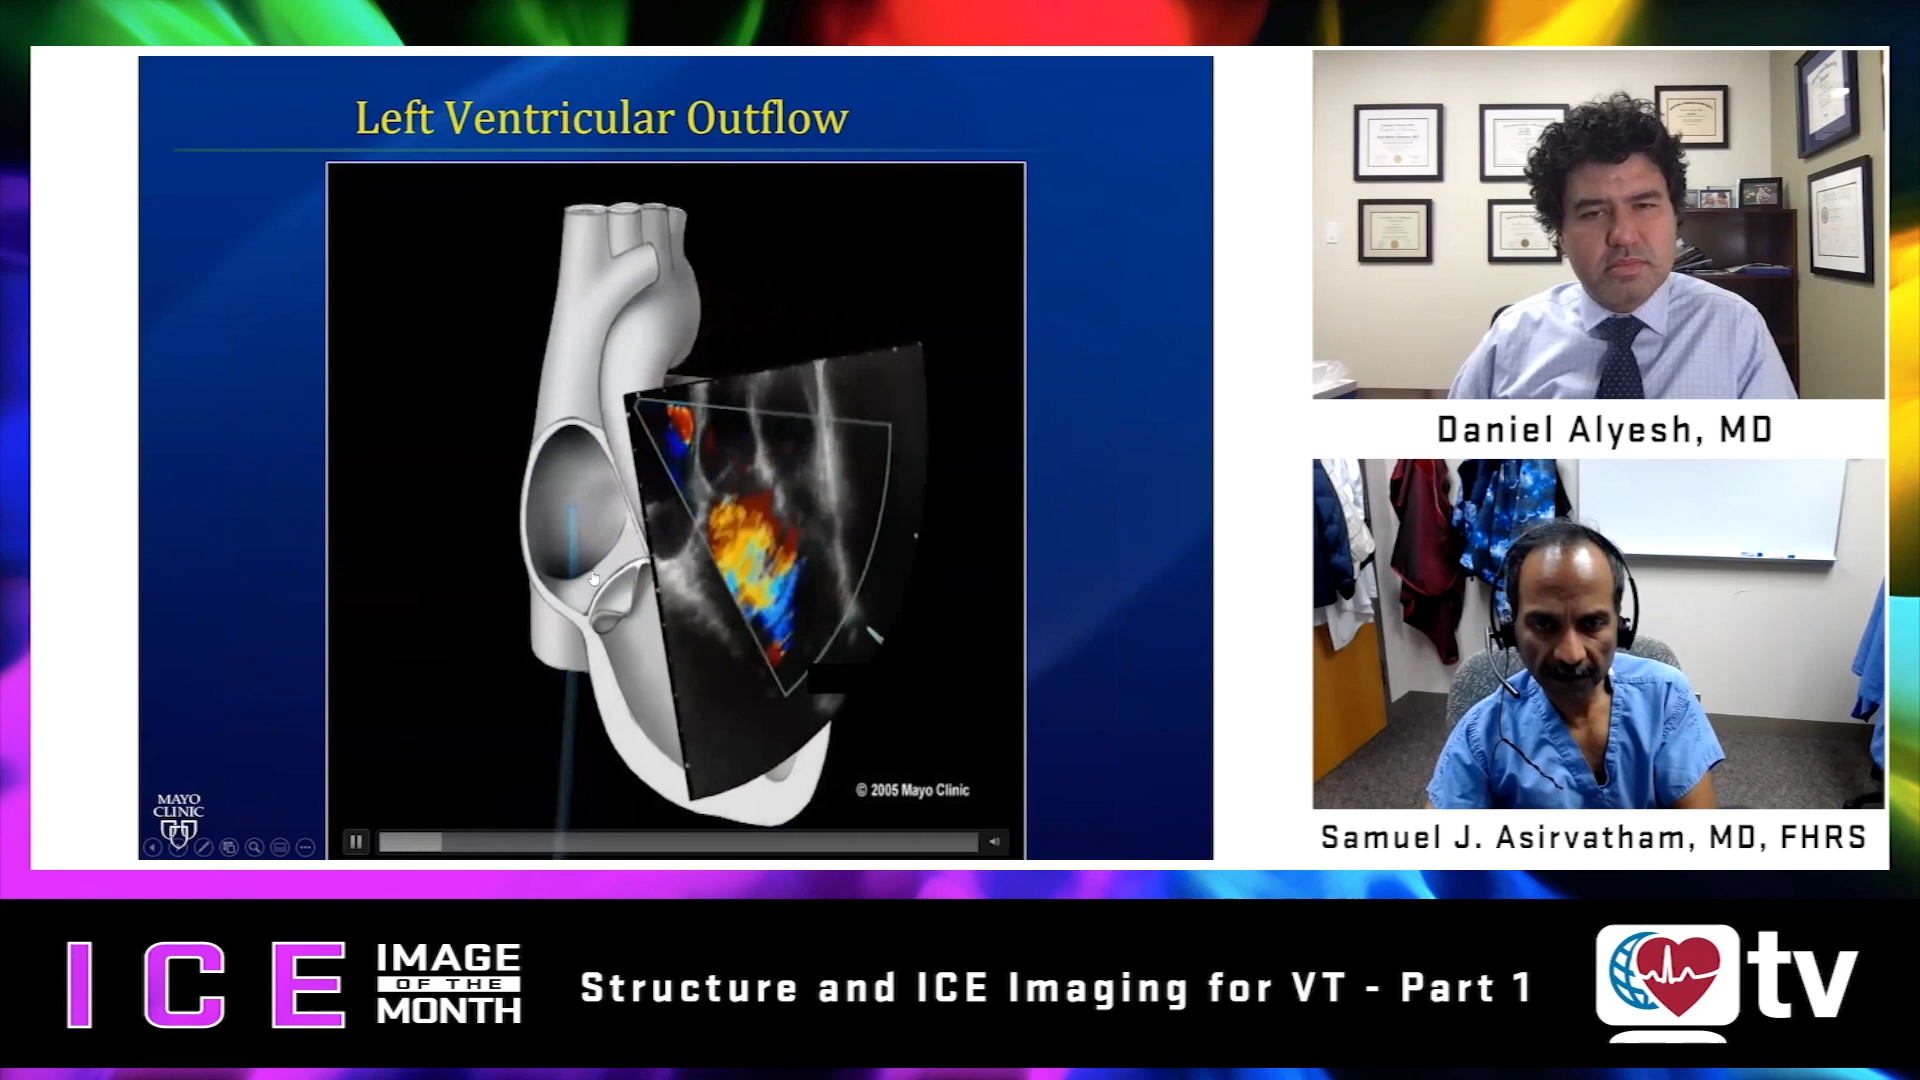 Left Ventricular Outflow
© 2005 Mayo Clinic
MAYO
CLINIC
Daniel Alyesh, MD
Samuel J. Asirvatham, MD, FHRS
ICE
IMAGE
OF THE
MONTH
Structure and ICE Imaging for VT - Part 1
tv